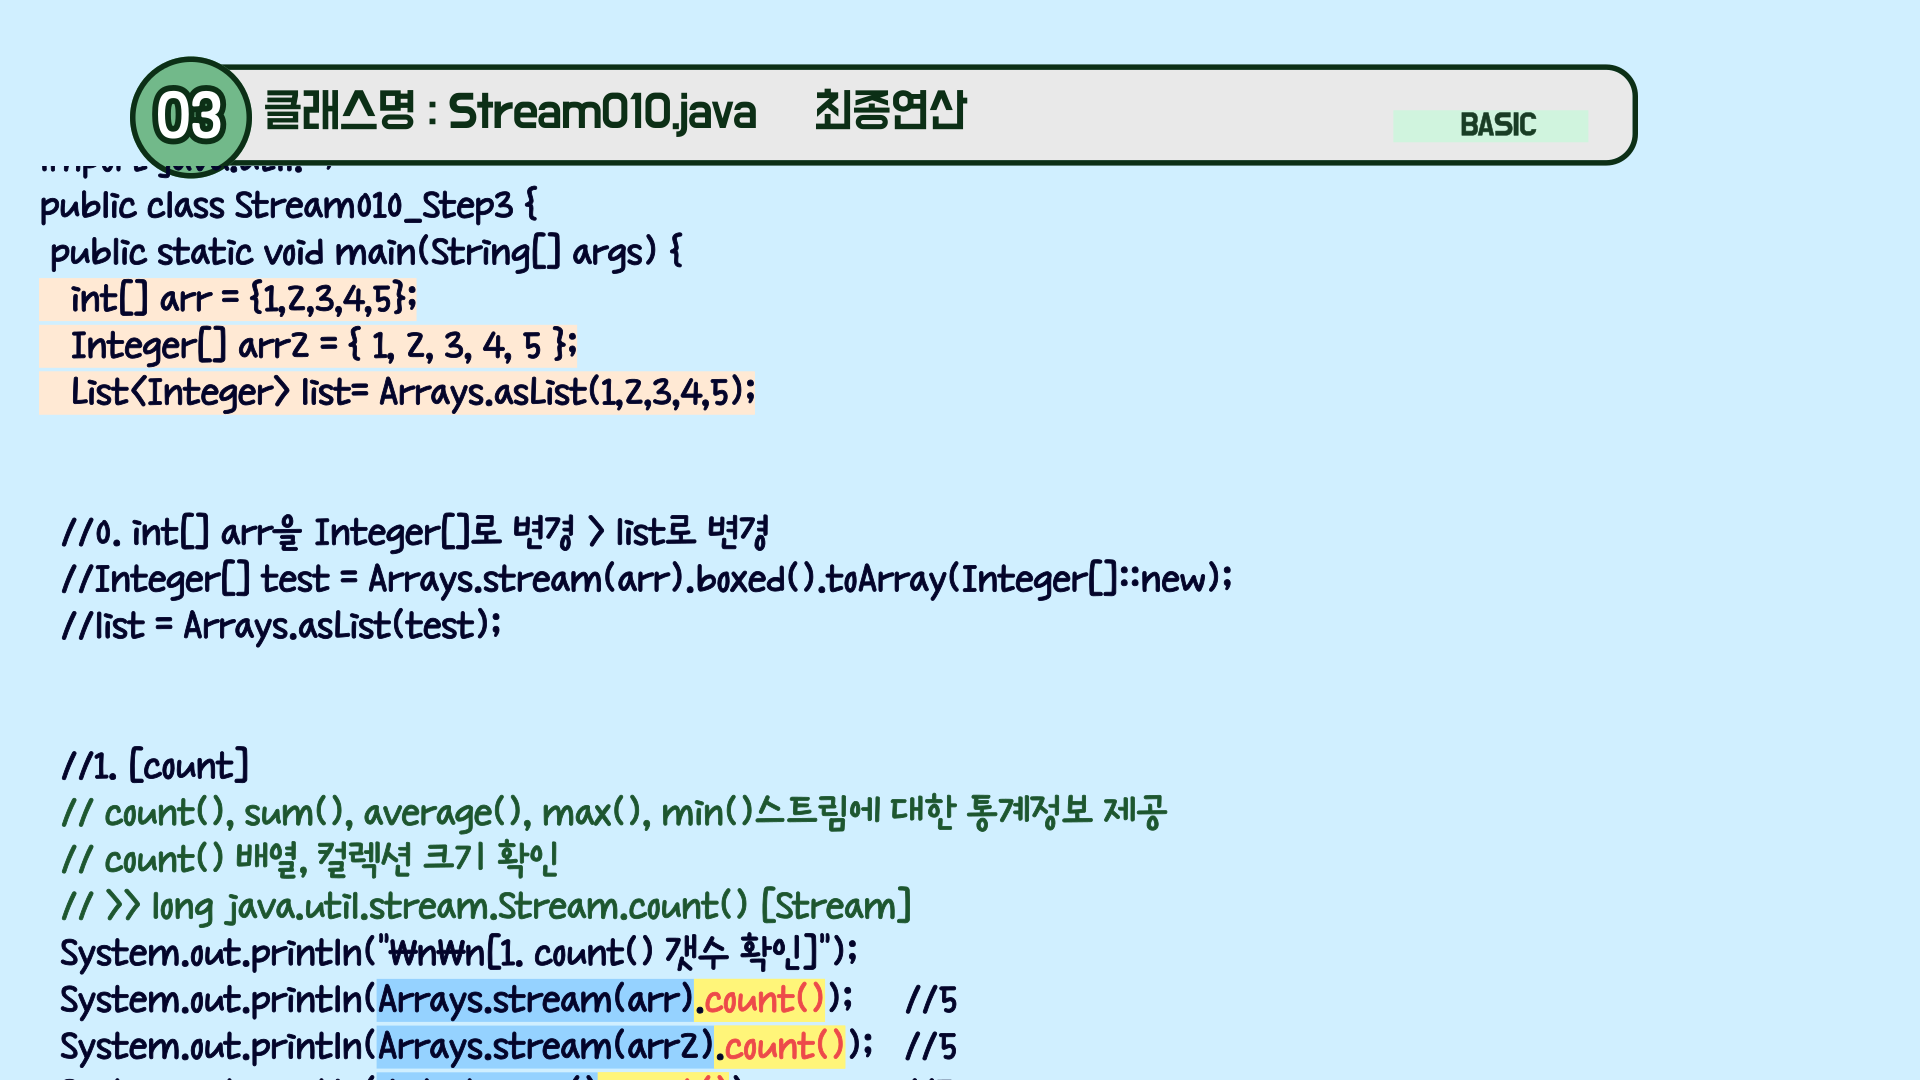 03 클래스명 : Stream010.java 최종연산
BASIC
public class Stream010_Step3 {
public static void main(String[] args) {
int[] arr = {1,2,3,4,5};
Integer[] arr2 = { 1, 2, 3, 4, 5 };
List<Integer> list= Arrays.asList(1,2,3,4,5);
//0. int[] arr을 Integer[]로 변경 > list로 변경
//Integer[] test = Arrays.stream(arr).boxed().toArray(Integer[]::new);
//list = Arrays.asList(test);
//1. [count]
// count(), sum(), average(), max(), min()스트림에 대한 통계정보 제공
// count() 배열, 컬렉션 크기 확인
// >> long java.util.stream.Stream.count() [Stream]
System.out.println("₩n₩n[1. count() 갯수 확인]");
System.out.println(Arrays.stream(arr).count()); //5
System.out.println(Arrays.stream(arr2).count()); //5